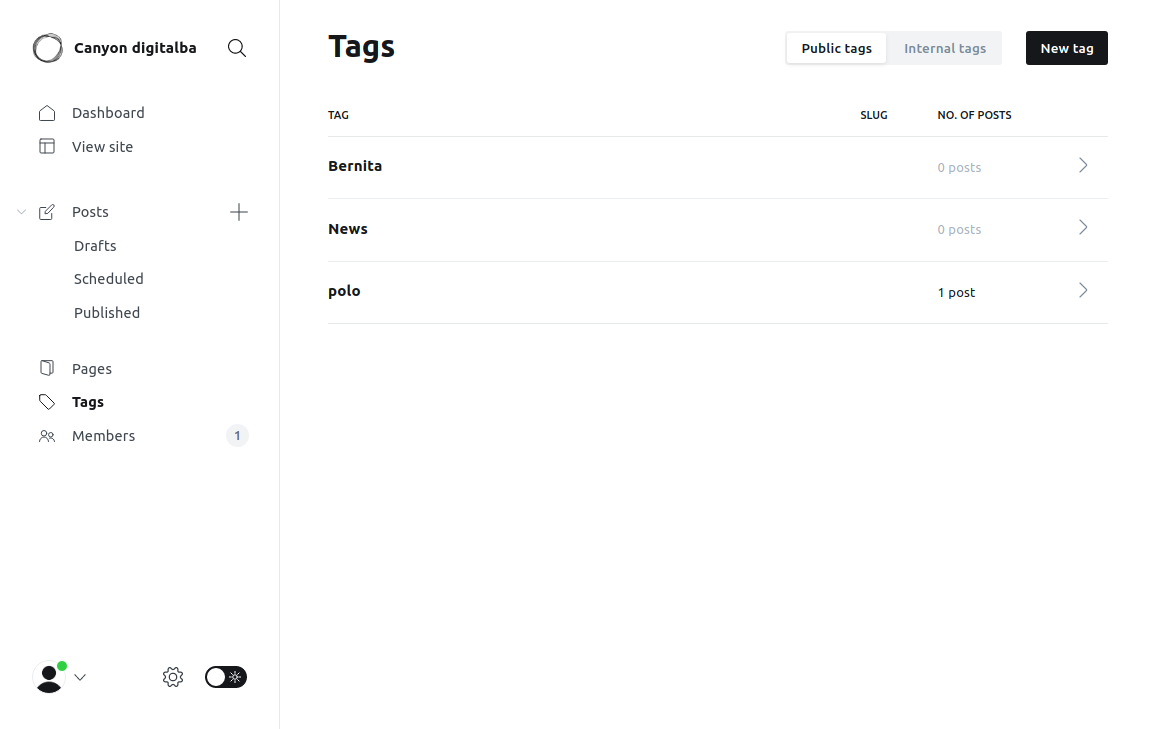 Canyon digitalba
Dashboard
View site
Posts
Drafts
Scheduled
Published
Pages
Tags
Members 1
Tags
Public tags Internal tags New tag
TAG SLUG NO. OF POSTS
Bernita 0 posts
News 0 posts
polo 1 post